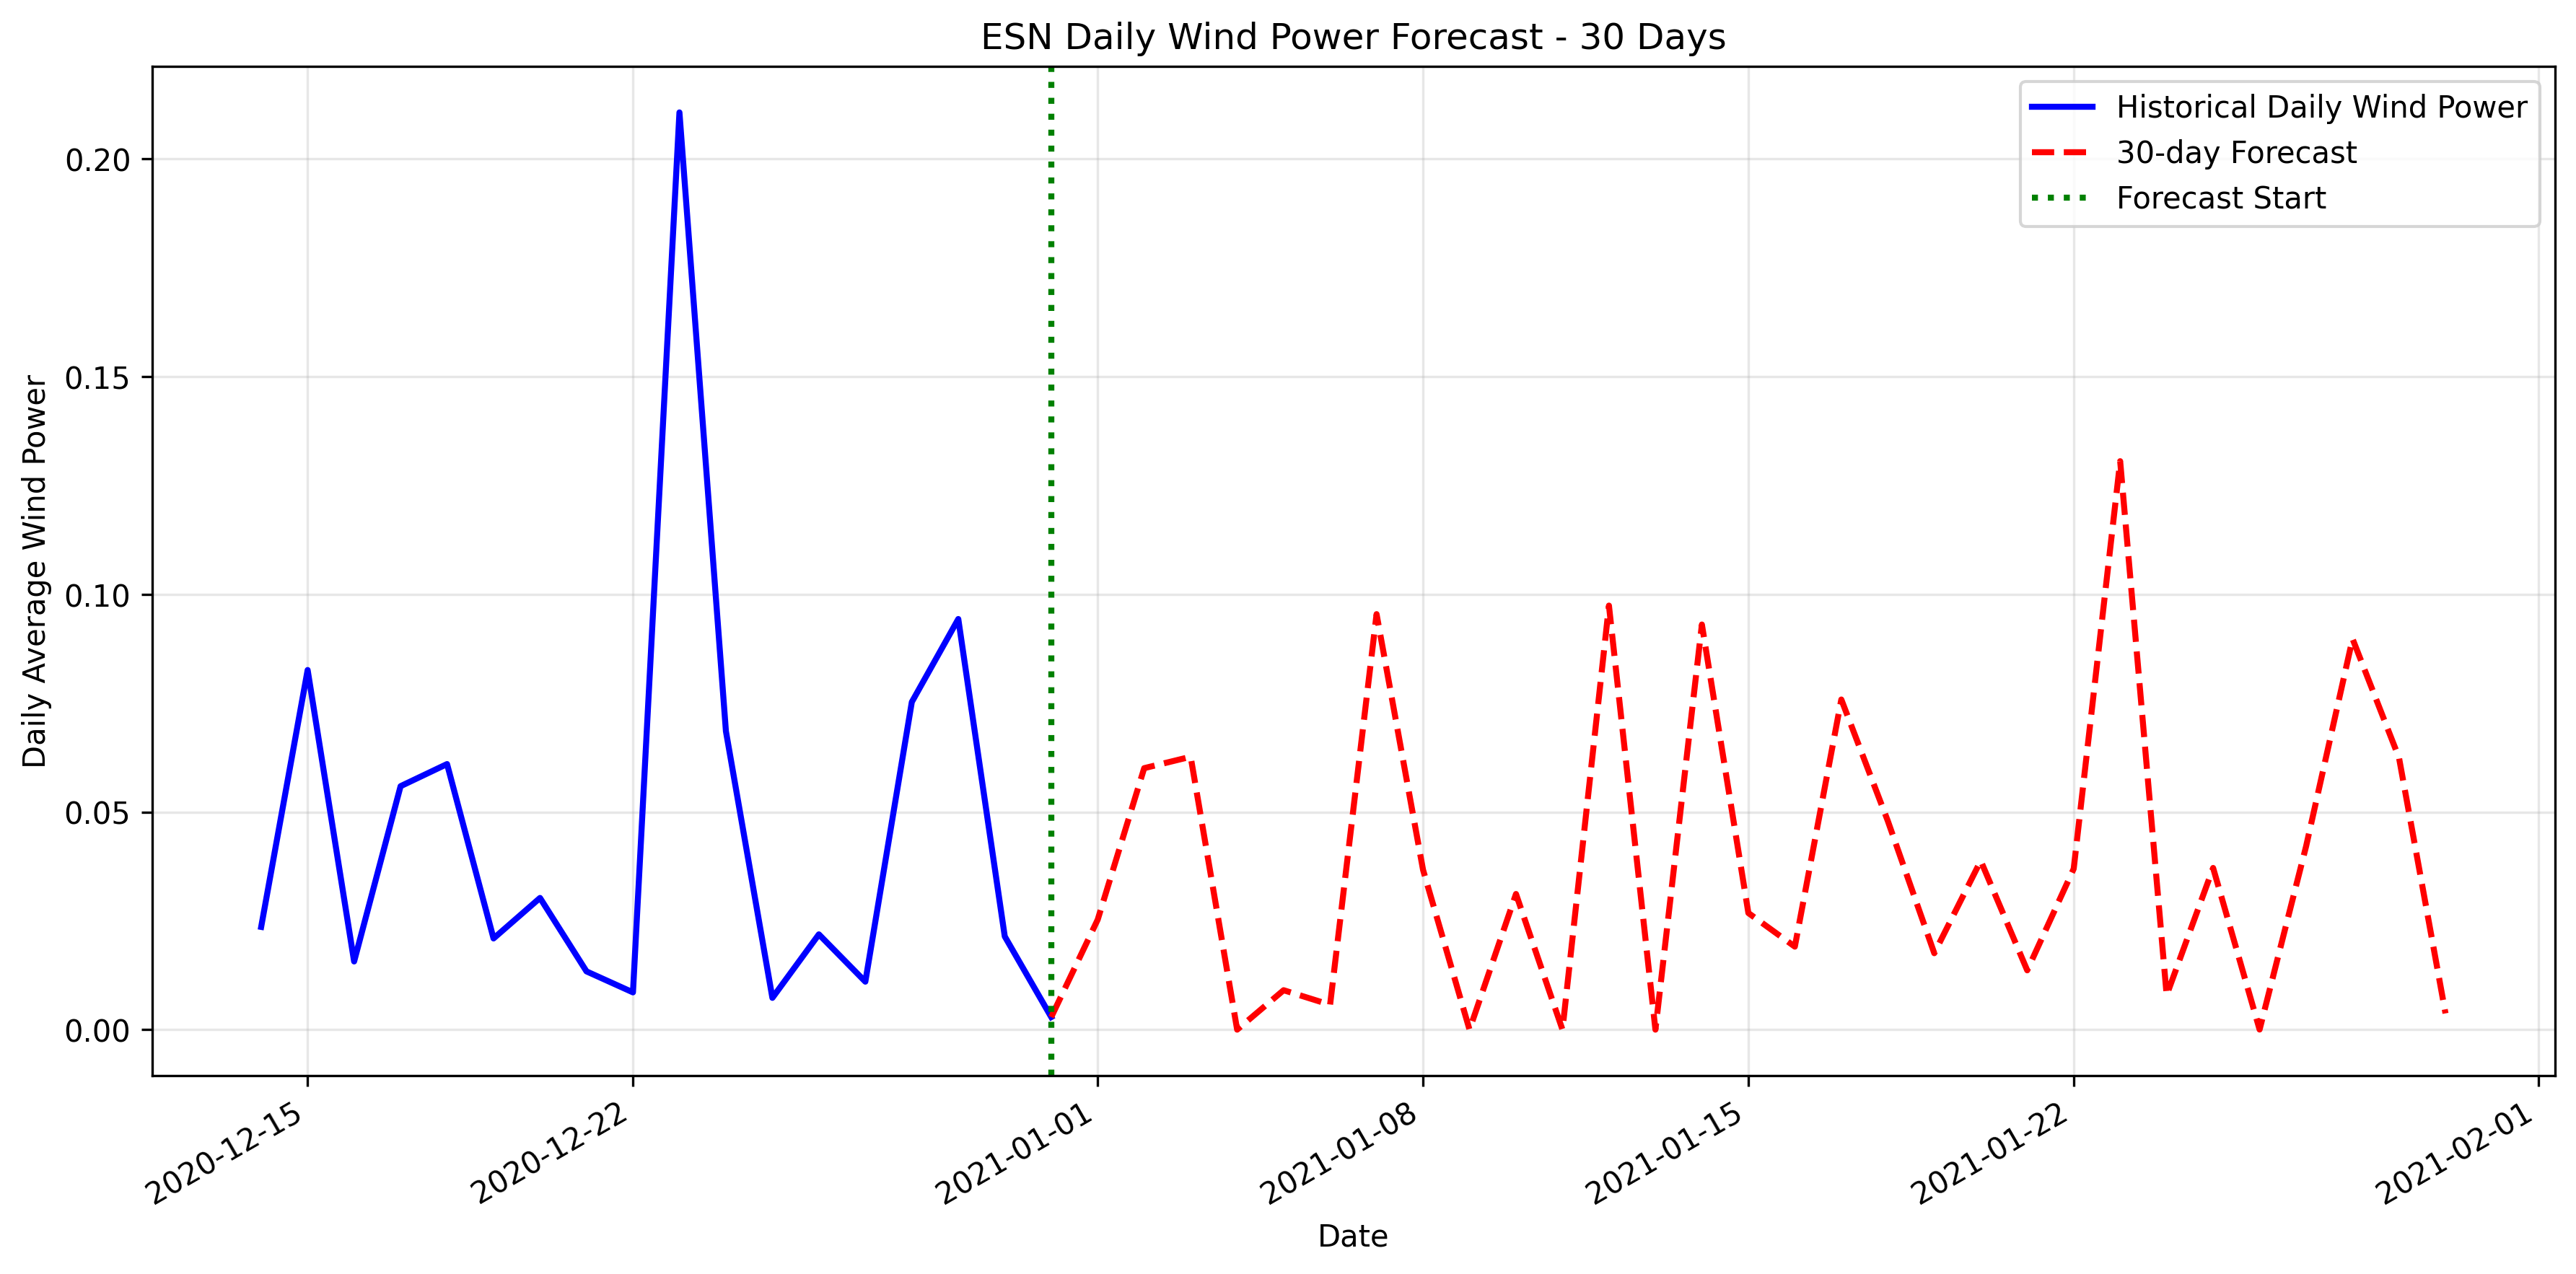 ESN Daily Wind Power Forecast - 30 Days
Historical Daily Wind Power
30-day Forecast
Forecast Start
Daily Average Wind Power
0.20
0.15
0.10
0.05
0.00
2020-12-15
2020-12-22
2021-01-01
2021-01-08
2021-01-15
2021-01-22
2021-02-01
Date